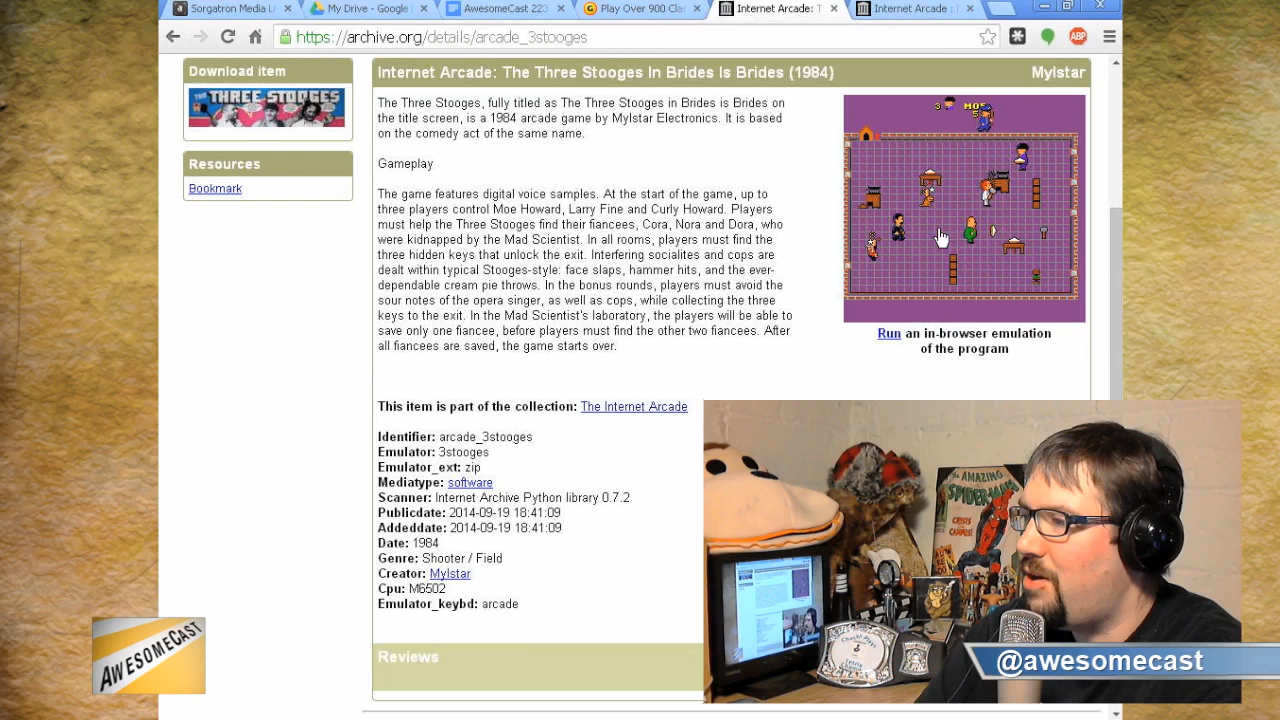 Sorgatron Media L
My Drive - Google
AwesomeCast 223
Play Over 900 Clas
Internet Arcade: T
Internet Arcade :
https://archive.org/details/arcade_3stooges
ABP
Download item
THE THREE STOOGES
Resources
Bookmark
Internet Arcade: The Three Stooges In Brides Is Brides (1984)
Mylstar
The Three Stooges, fully titled as The Three Stooges in Brides is Brides on
the title screen, is a 1984 arcade game by Mylstar Electronics. It is based
on the comedy act of the same name.
Gameplay
The game features digital voice samples. At the start of the game, up to
three players control Moe Howard, Larry Fine and Curly Howard. Players
must help the Three Stooges find their fiancees, Cora, Nora and Dora, who
were kidnapped by the Mad Scientist. In all rooms, players must find the
three hidden keys that unlock the exit. Interfering socialites and cops are
dealt within typical Stooges-style: face slaps, hammer hits, and the ever-
dependable cream pie throws. In the bonus rounds, players must avoid the
sour notes of the opera singer, as well as cops, while collecting the three
keys to the exit. In the Mad Scientist's laboratory, the players will be able to
save only one fiancee, before players must find the other two fiancees. After
all fiancees are saved, the game starts over.
3 MOE
5
Run an in-browser emulation
of the program
This item is part of the collection: The Internet Arcade
Identifier: arcade_3stooges
Emulator: 3stooges
Emulator_ext: zip
Mediatype: software
Scanner: Internet Archive Python library 0.7.2
Publicdate: 2014-09-19 18:41:09
Addeddate: 2014-09-19 18:41:09
Date: 1984
Genre: Shooter / Field
Creator: Mylstar
Cpu: M6502
Emulator_keybd: arcade
Reviews
THE AMAZING
SPIDER-MAN
CRISIS
ON
CAMPUS!
AWESOMECAST
@awesomecast